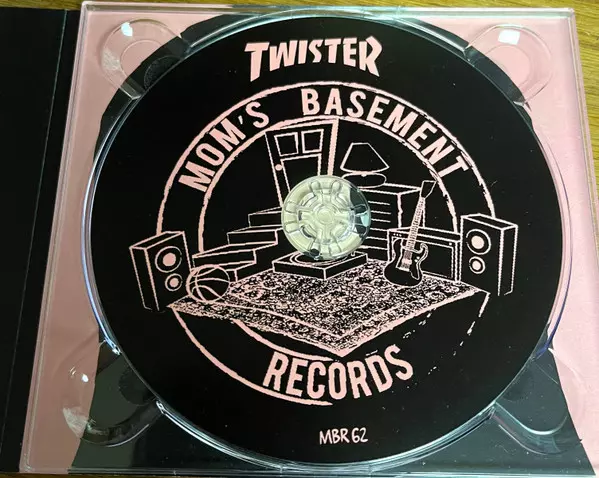 TWISTER
MOM'S BASEMENT
RECORDS
MBR 62